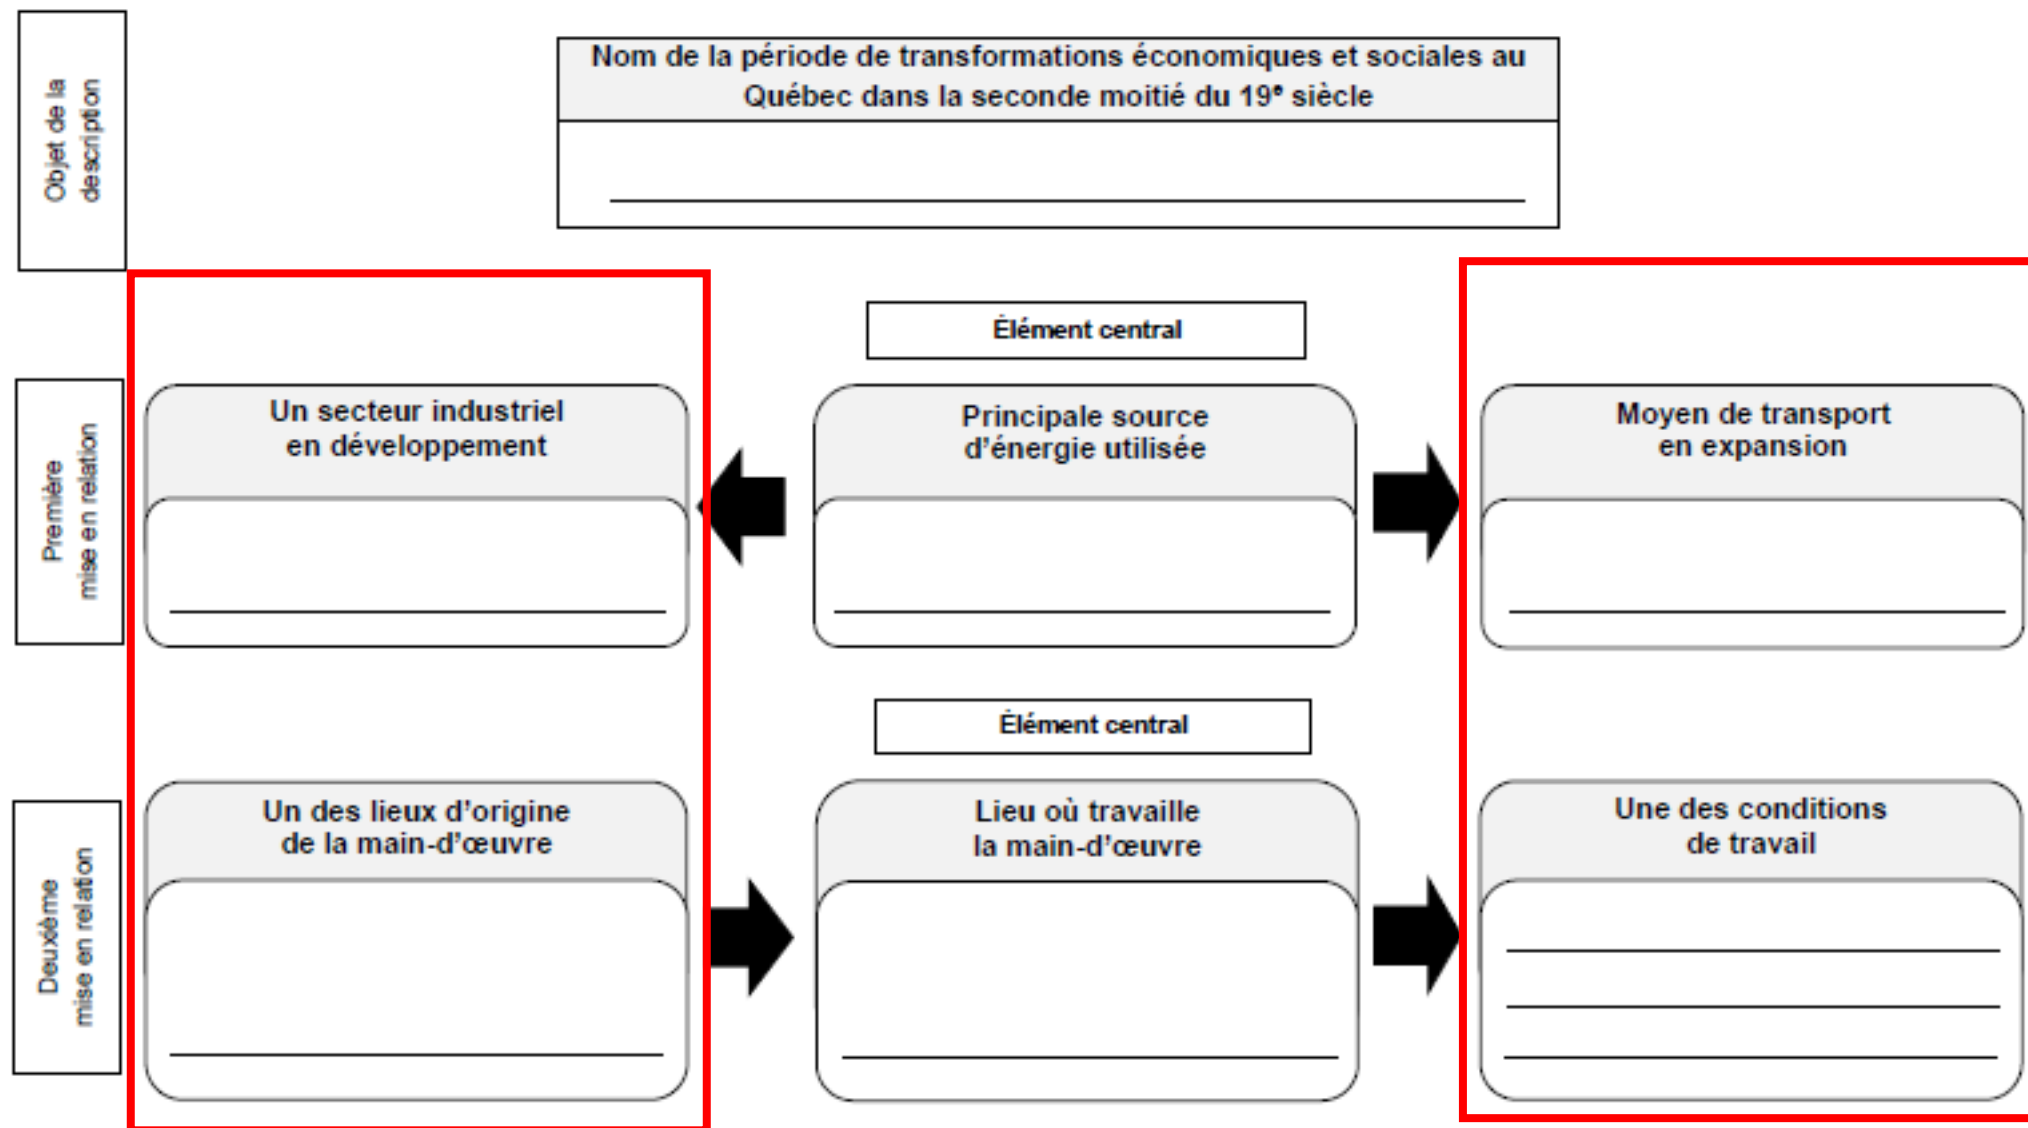 Objet de la
description
Nom de la période de transformations économiques et sociales au
Québec dans la seconde moitié du 19e siècle
Élément central
Première
mise en relation
Un secteur industriel
en développement
Principale source
d'énergie utilisée
Moyen de transport
en expansion
Élément central
Deuxième
mise en relation
Un des lieux d'origine
de la main-d'œuvre
Lieu où travaille
la main-d'œuvre
Une des conditions
de travail